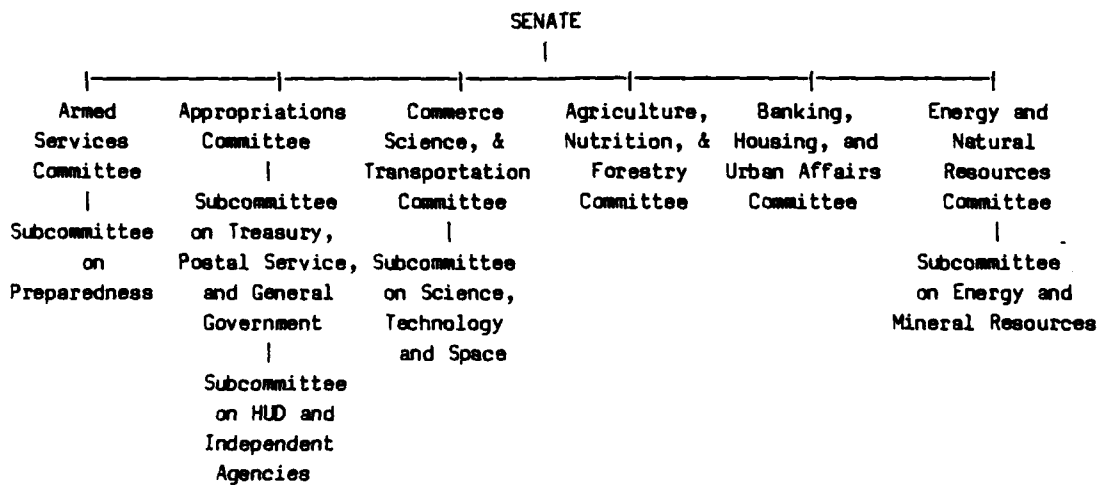 SENATE
Armed
Services
Committee
Subcommittee
on
Preparedness
Appropriations
Committee
Subcommittee
on Treasury,
Postal Service,
and General
Government
Subcommittee
on HUD and
Independent
Agencies
Commerce
Science, &
Transportation
Committee
Subcommittee
on Science,
Technology
and Space
Agriculture,
Nutrition, &
Forestry
Committee
Banking,
Housing, and
Urban Affairs
Committee
Energy and
Natural
Resources
Committee
Subcommittee
on Energy and
Mineral Resources